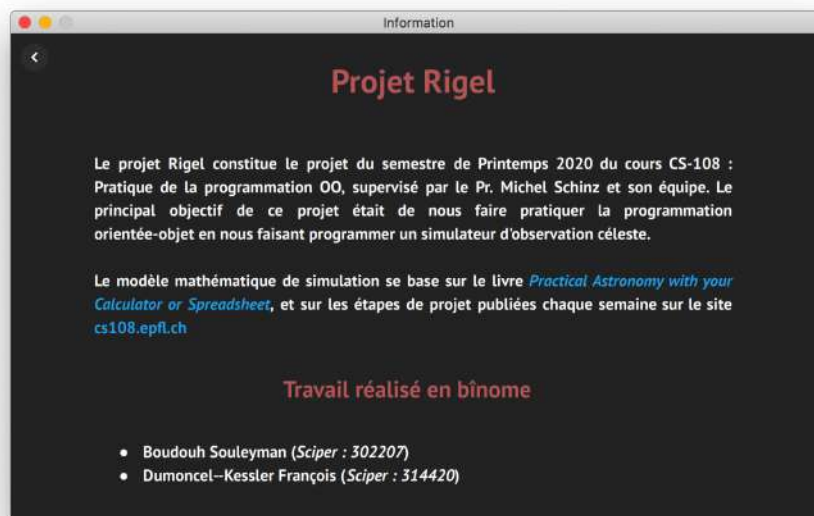 Information
Projet Rigel
Le projet Rigel constitue le projet du semestre de Printemps 2020 du cours CS-108 :
Pratique de la programmation OO, supervisé par le Pr. Michel Schinz et son équipe. Le
principal objectif de ce projet était de nous faire pratiquer la programmation
orientée-objet en nous faisant programmer un simulateur d'observation céleste.
Le modèle mathématique de simulation se base sur le livre Practical Astronomy with your
Calculator or Spreadsheet, et sur les étapes de projet publiées chaque semaine sur le site
cs108.epfl.ch
Travail réalisé en bînome
● Boudouh Souleyman (Sciper : 302207)
● Dumoncel--Kessler François (Sciper : 314420)